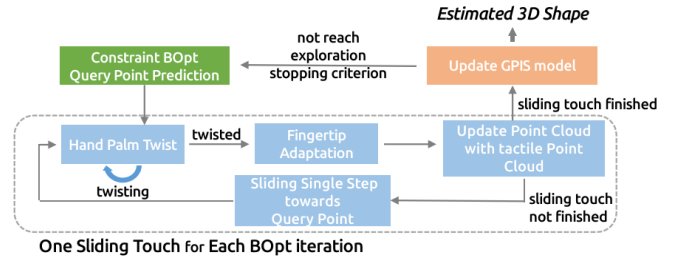 Estimated 3D Shape
Constraint BOpt
Query Point Prediction
not reach
exploration
stopping criterion
Update GPIS model
sliding touch finished
Hand Palm Twist
twisted
Fingertip
Adaptation
Update Point Cloud
with tactile Point
Cloud
twisting
Sliding Single Step
towards
Query Point
sliding touch
not finished
One Sliding Touch for Each BOpt iteration